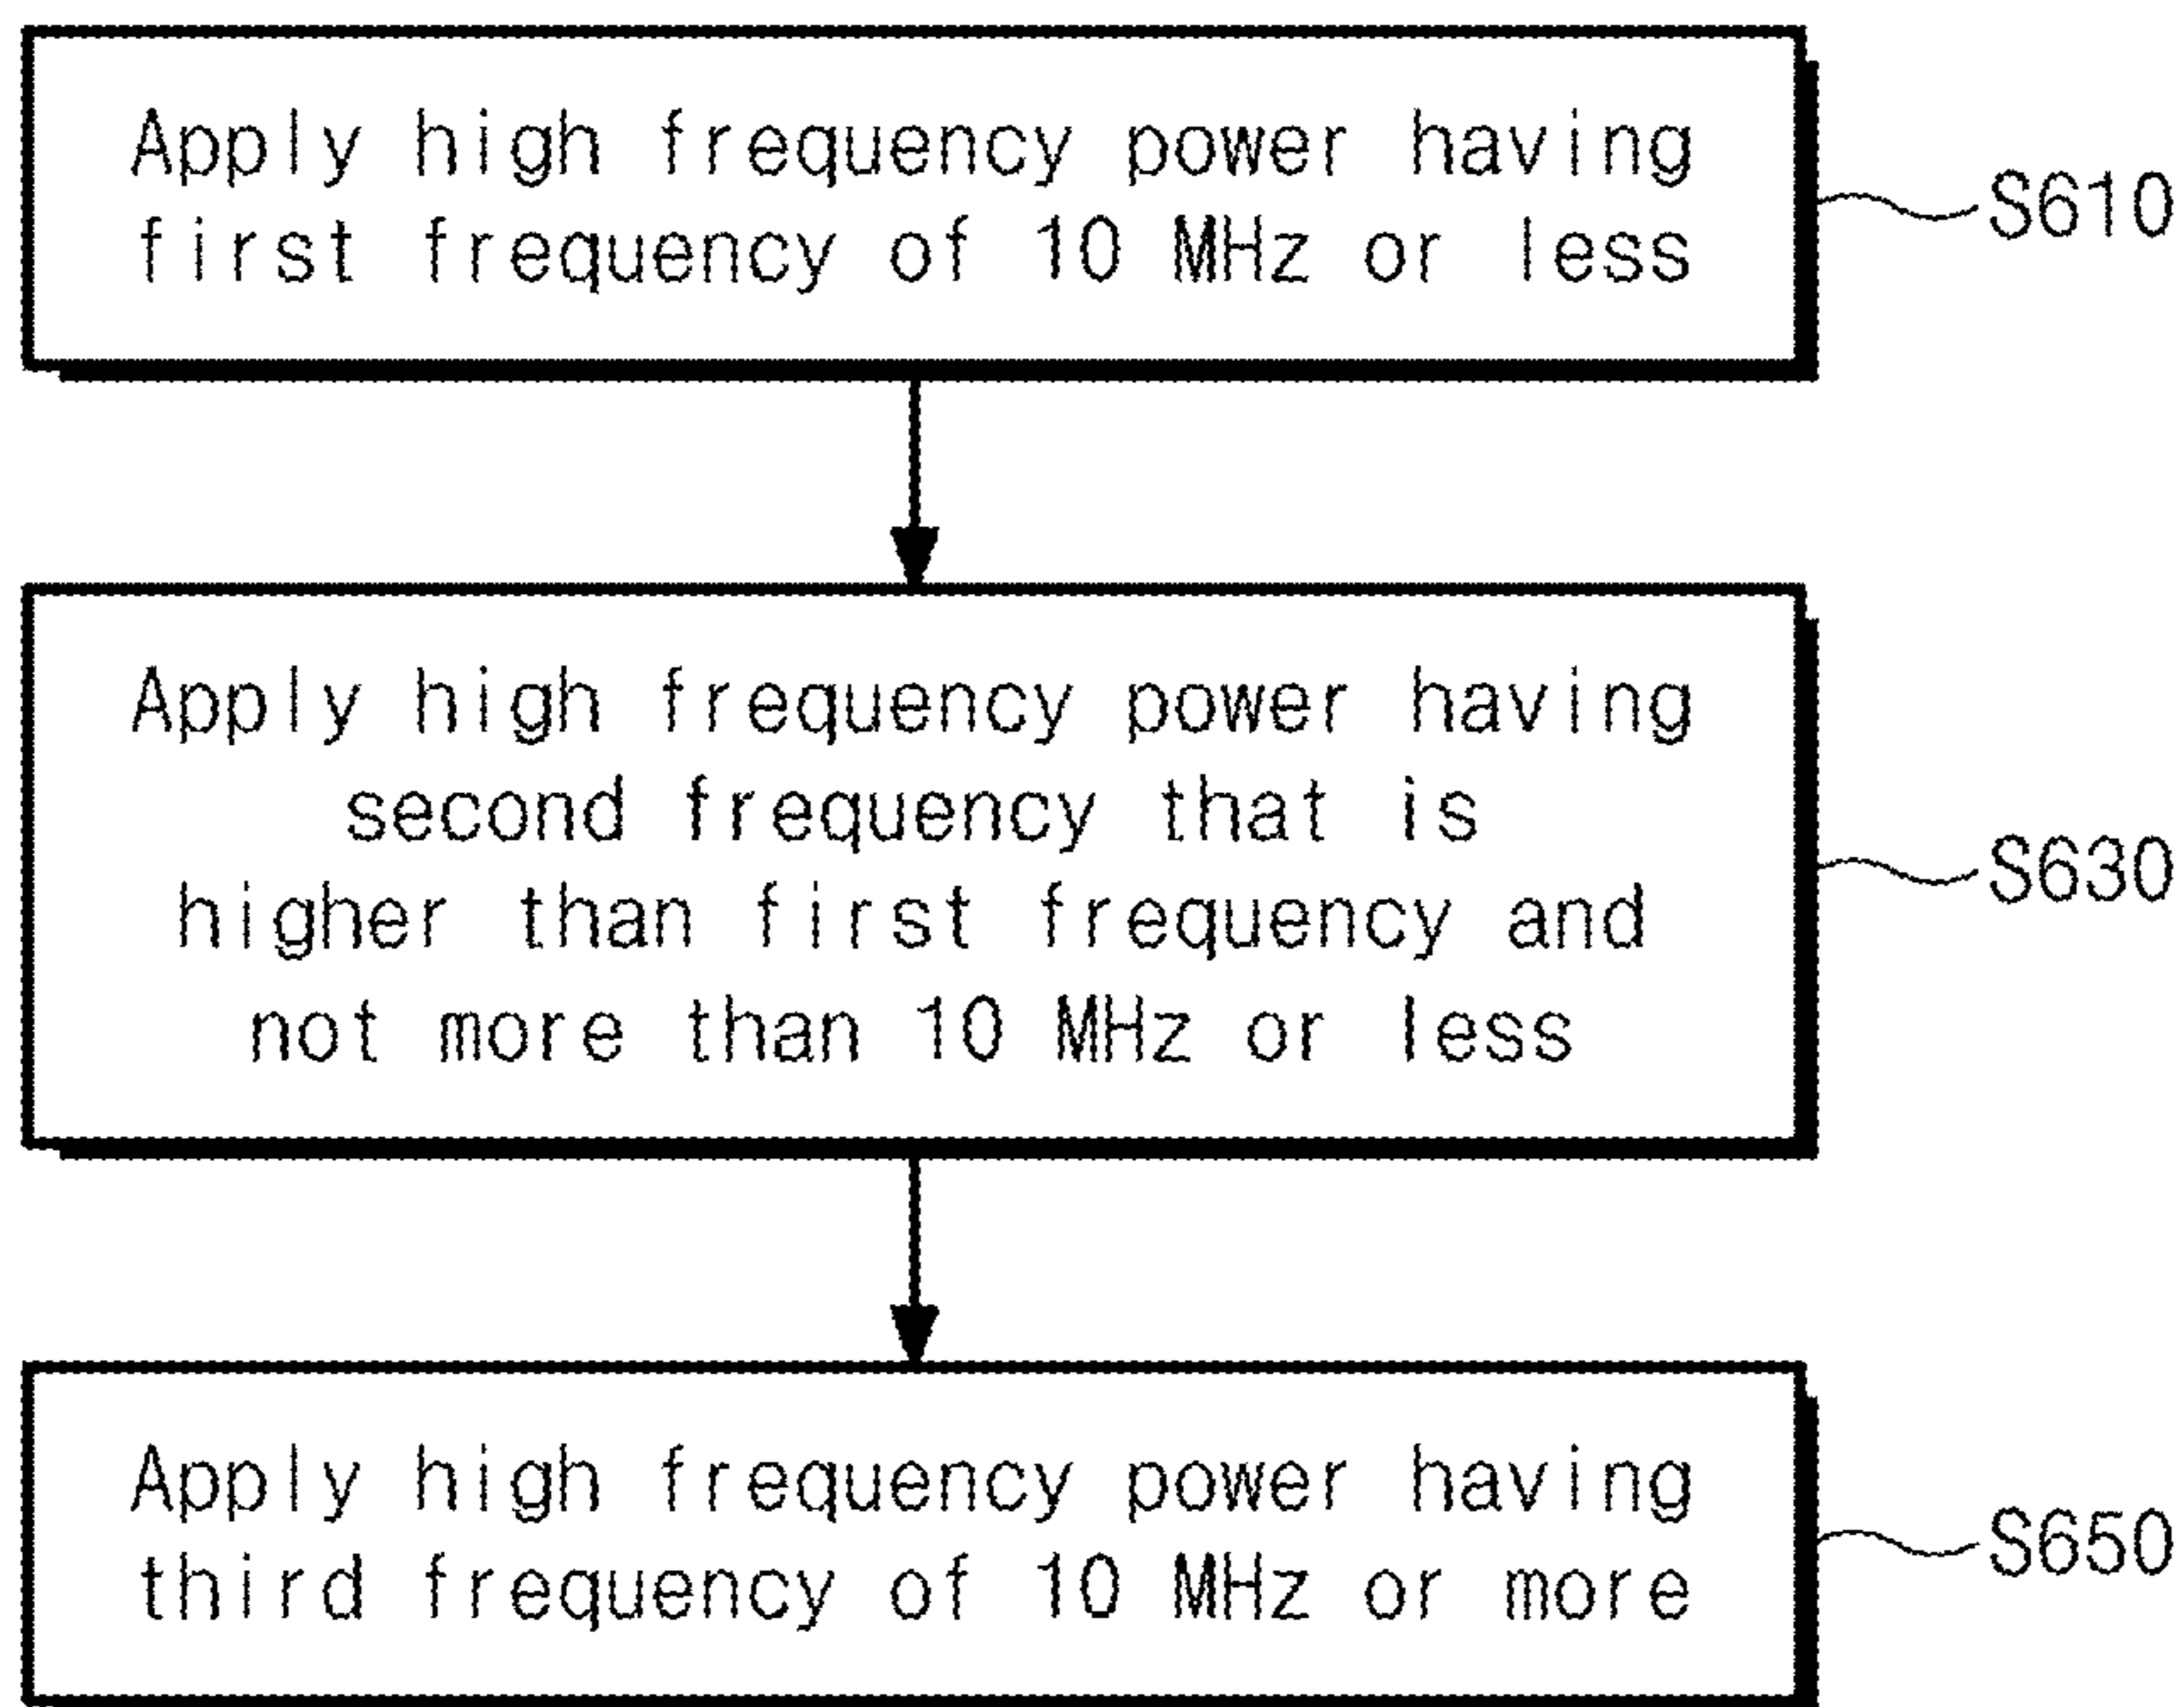 Apply high frequency power having
first frequency of 10 MHz or less
S610
Apply high frequency power having
second frequency that is
higher than first frequency and
not more than 10 MHz or less
S630
Apply high frequency power having
third frequency of 10 MHz or more
S650